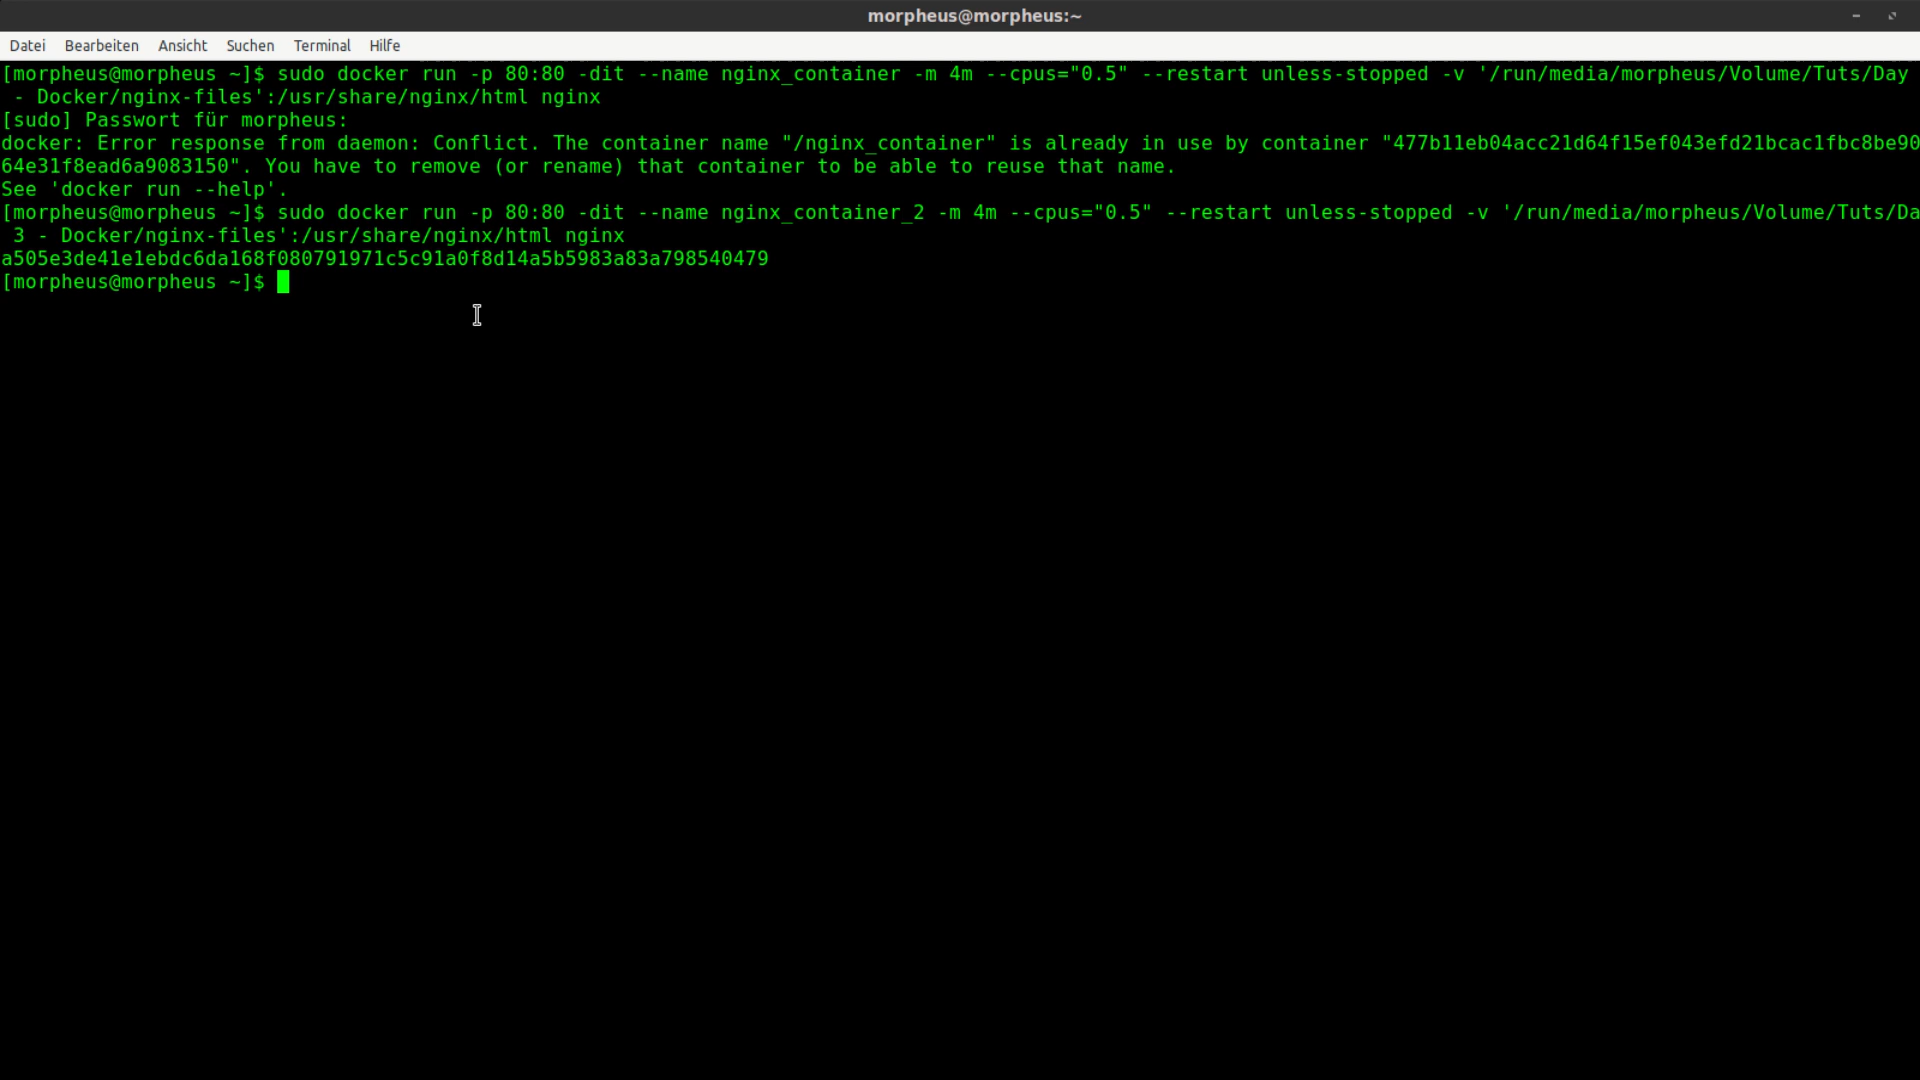 morpheus@morpheus:~
Datei Bearbeiten Ansicht Suchen Terminal Hilfe
[morpheus@morpheus ~]$ sudo docker run -p 80:80 -dit --name nginx_container -m 4m --cpus="0.5" --restart unless-stopped -v '/run/media/morpheus/Volume/Tuts/Day
- Docker/nginx-files':/usr/share/nginx/html nginx
[sudo] Passwort für morpheus:
docker: Error response from daemon: Conflict. The container name "/nginx_container" is already in use by container "477b11eb04acc21d64f15ef043efd21bcac1fbc8be90
64e31f8ead6a9083150". You have to remove (or rename) that container to be able to reuse that name.
See 'docker run --help'.
[morpheus@morpheus ~]$ sudo docker run -p 80:80 -dit --name nginx_container_2 -m 4m --cpus="0.5" --restart unless-stopped -v '/run/media/morpheus/Volume/Tuts/Da
3 - Docker/nginx-files':/usr/share/nginx/html nginx
a505e3de41e1ebdc6da168f080791971c5c91a0f8d14a5b5983a83a798540479
[morpheus@morpheus ~]$